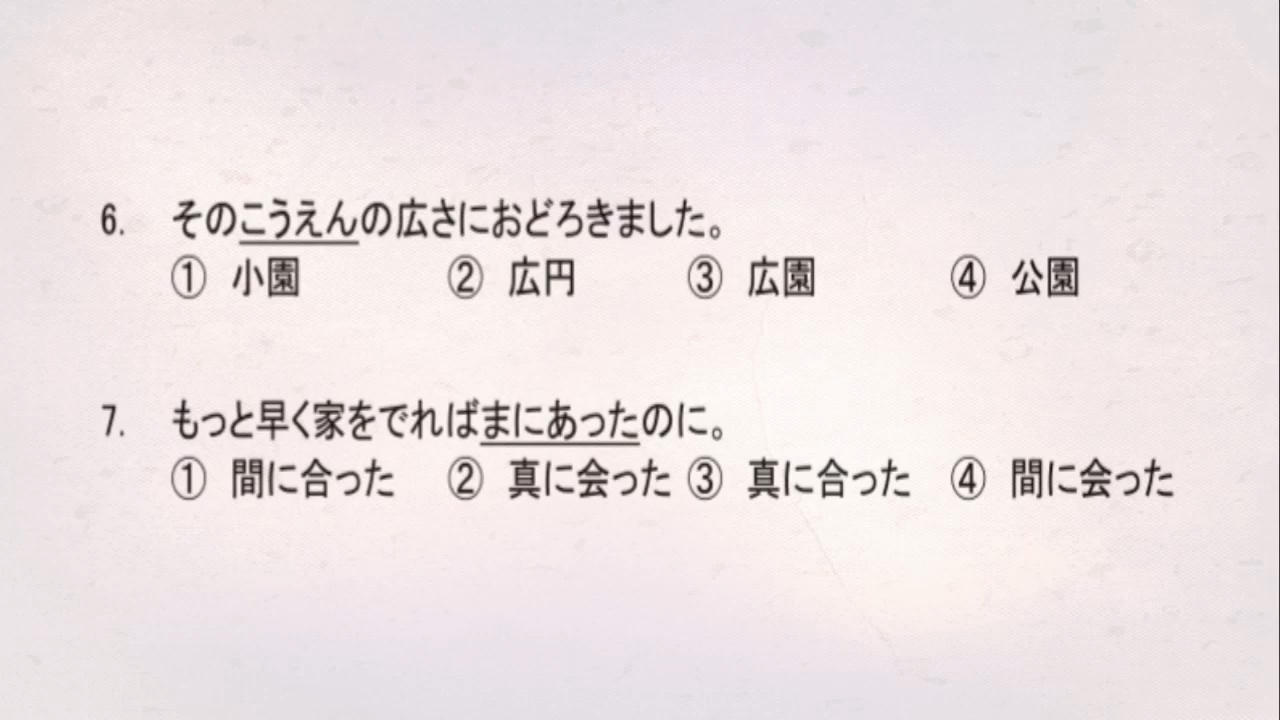 6. そのこうえんの広さにおどろきました。
① 小園 ② 広円 ③ 広園 ④ 公園
7. もっと早く家をでればまにあったのに。
① 間に合った ② 真に会った ③ 真に合った ④ 間に会った